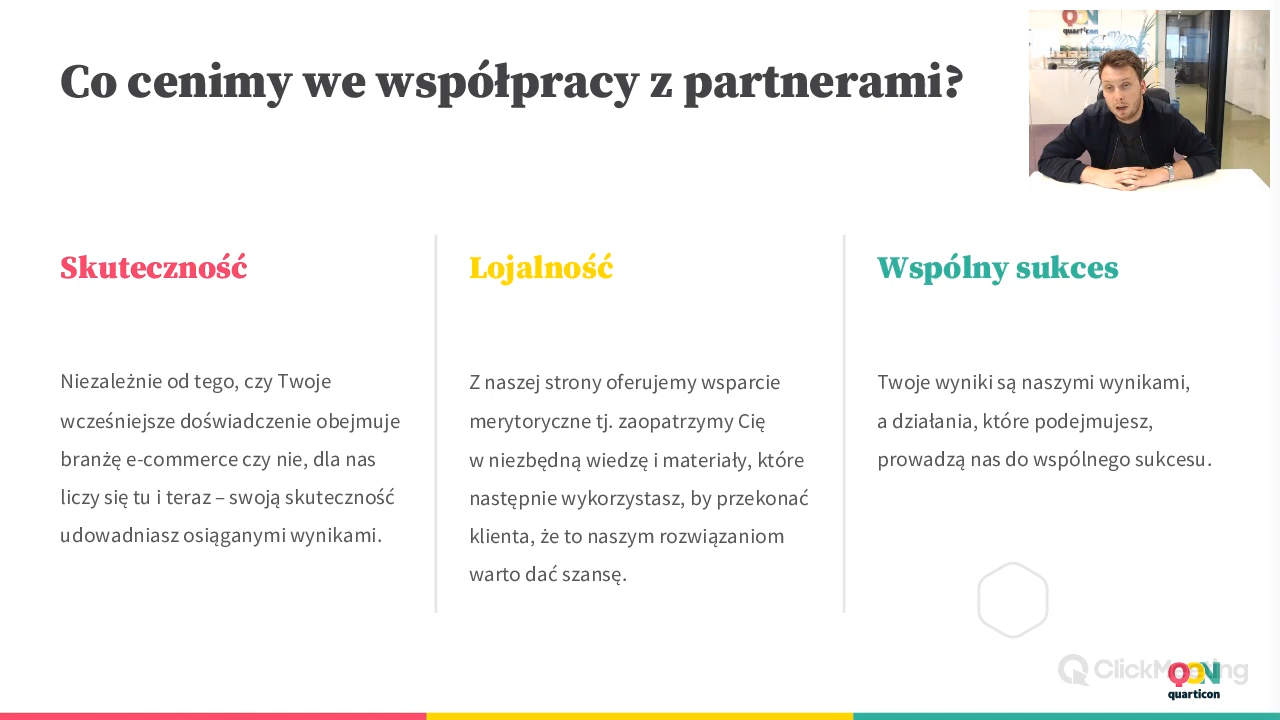 Co cenimy we współpracy z partnerami?
QON
quarticon
Skuteczność
Niezależnie od tego, czy Twoje
wcześniejsze doświadczenie obejmuje
branżę e-commerce czy nie, dla nas
liczy się tu i teraz – swoją skuteczność
udowadniasz osiąganymi wynikami.
Lojalność
Z naszej strony oferujemy wsparcie
merytoryczne tj. zaopatrzymy Cię
w niezbędną wiedzę i materiały, które
następnie wykorzystasz, by przekonać
klienta, że to naszym rozwiązaniom
warto dać szansę.
Wspólny sukces
Twoje wyniki są naszymi wynikami,
a działania, które podejmujesz,
prowadzą nas do wspólnego sukcesu.
ClickMeeting
QON
quarticon